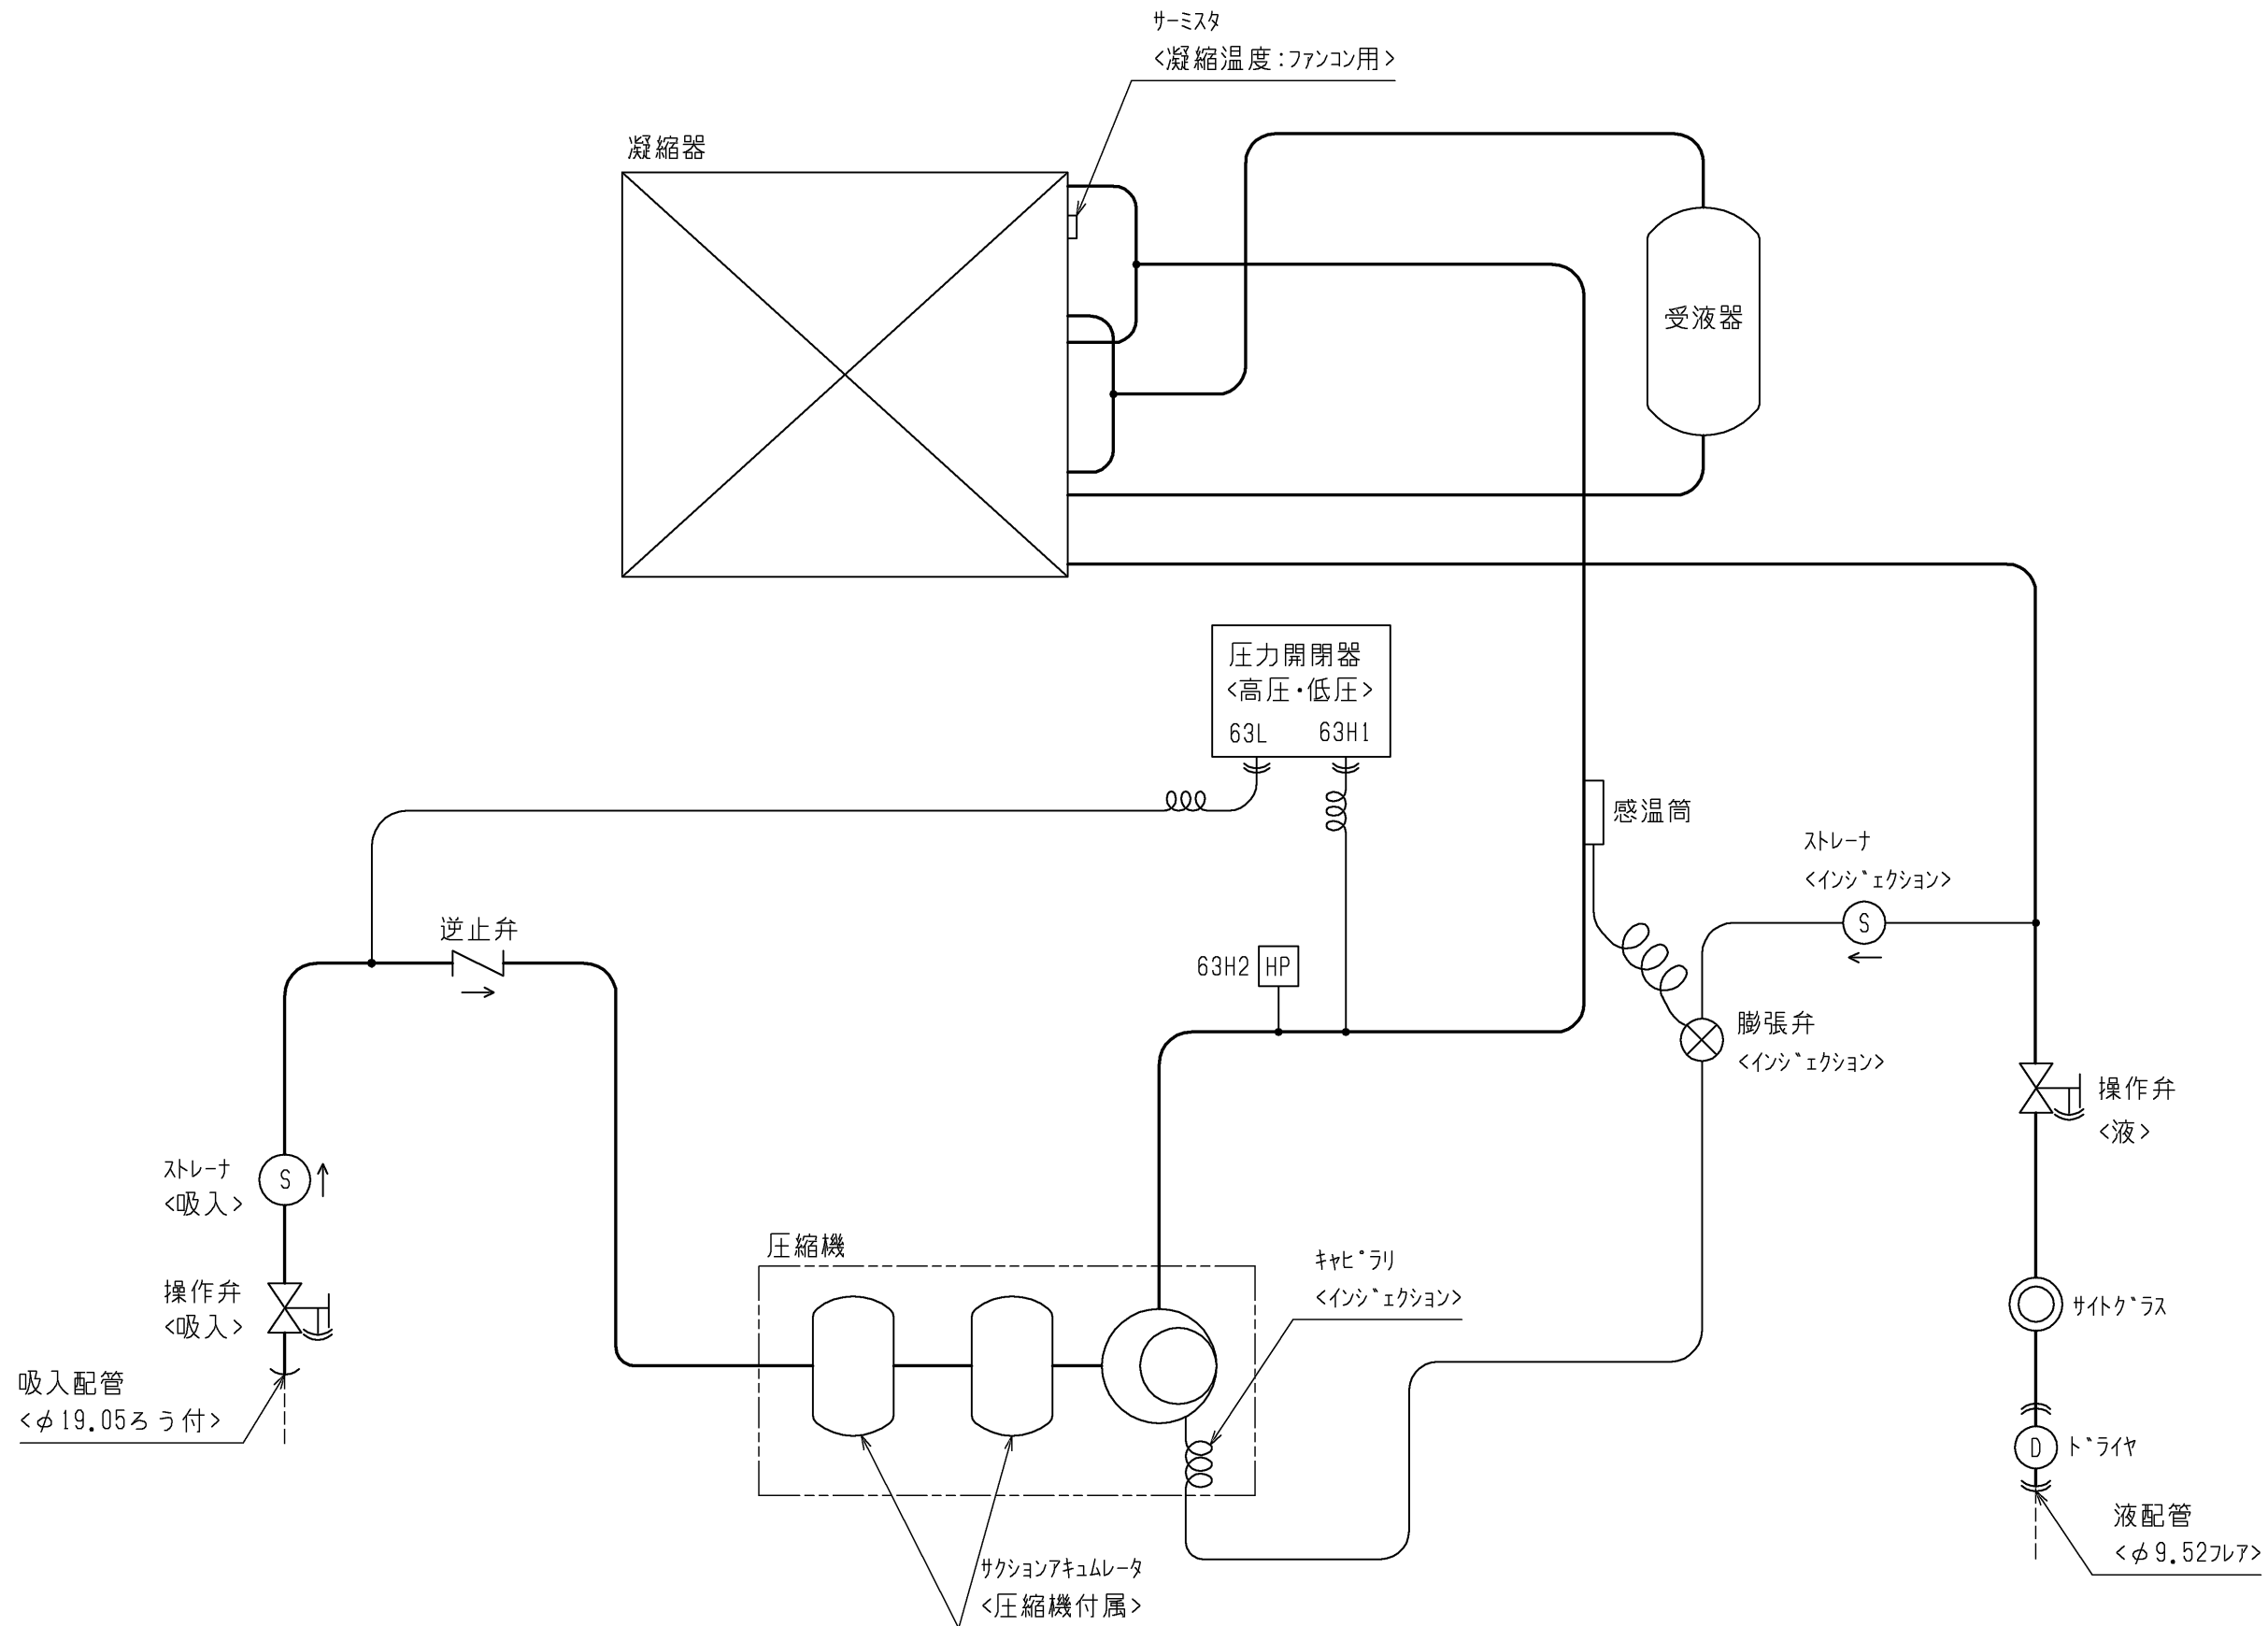 サーミスタ
<凝縮温度:ファンコン用>
凝縮器
受液器
圧力開閉器
<高圧・低圧>
63L 63H1
感温筒
ストレーナ
<インジェクション>
S
逆止弁
63H2 HP
膨張弁
<インジェクション>
操作弁
<液>
ストレーナ
<吸入>
S
圧縮機
キャピラリ
<インジェクション>
操作弁
<吸入>
サイトグラス
吸入配管
<φ19.05ろう付>
D
ドライヤ
液配管
<φ9.52フレア>
サクションアキュムレータ
<圧縮機付属>